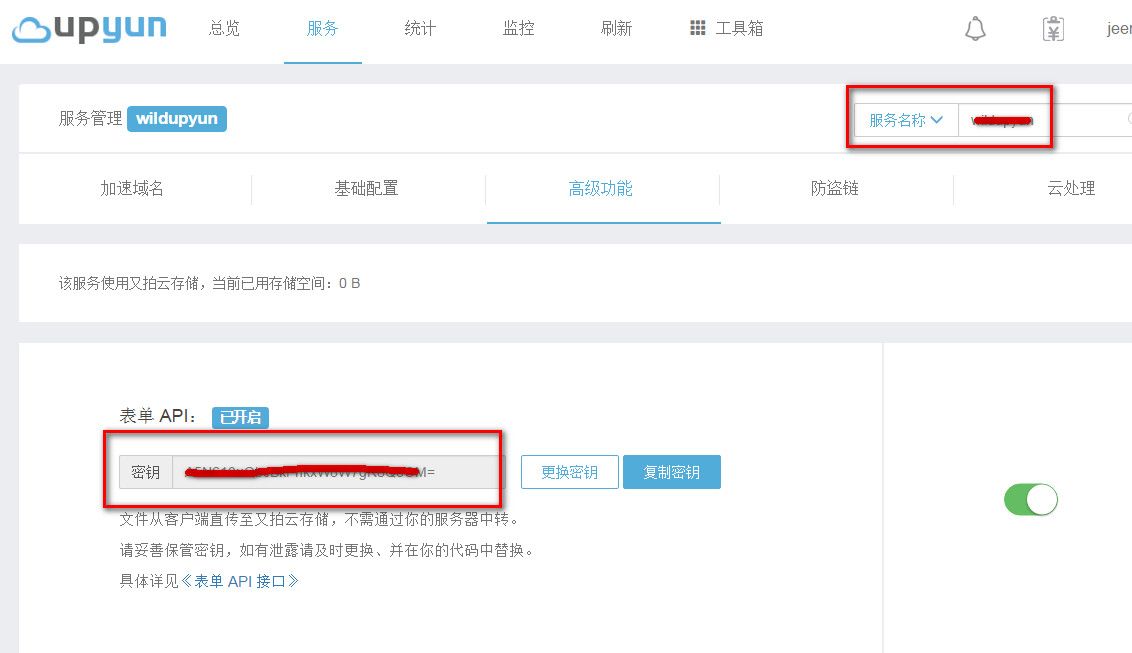 upyun 总览 服务 统计 监控 刷新 工具箱
服务管理 wildupyun 服务名称
加速域名 基础配置 高级功能 防盗链 云处理
该服务使用又拍云存储，当前已用存储空间：0 B
表单 API： 已开启
密钥 更换密钥 复制密钥
文件从客户端直传至又拍云存储，不需通过你的服务器中转。
请妥善保管密钥，如有泄露请及时更换、并在你的代码中替换。
具体详见《表单 API 接口》